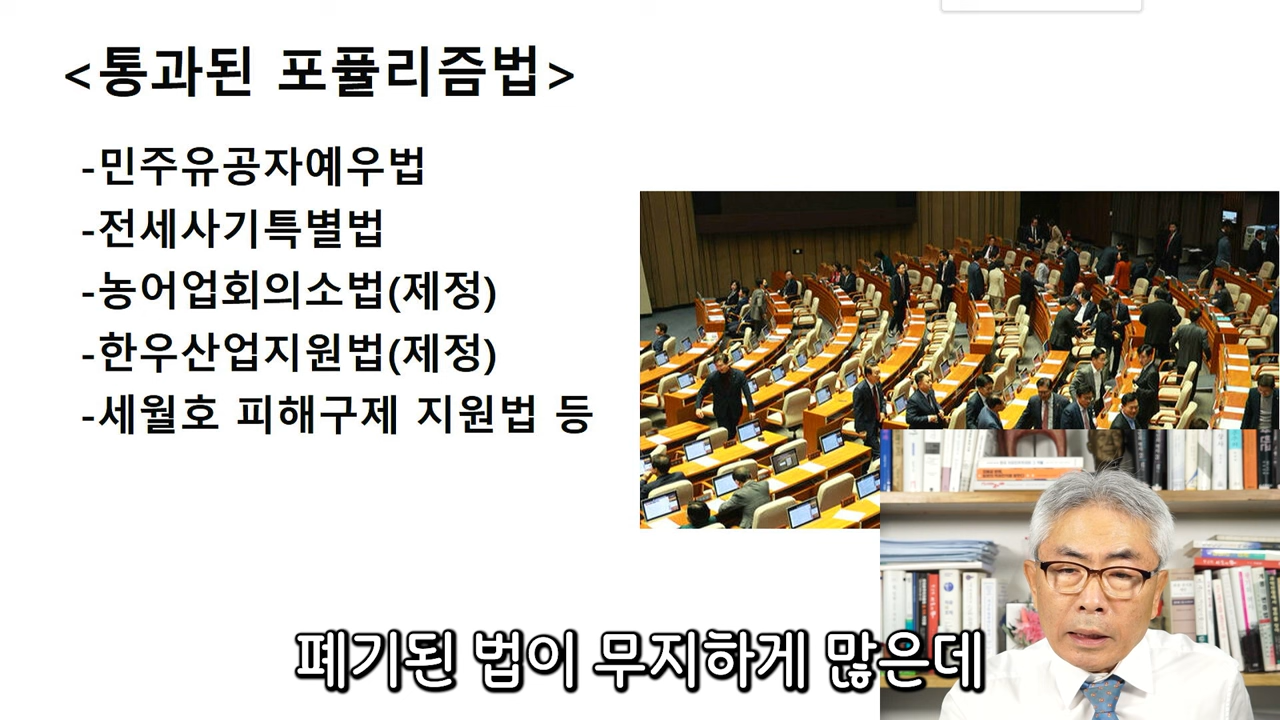 <통과된 포퓰리즘법>
-민주유공자예우법
-전세사기특별법
-농어업회의소법(제정)
-한우산업지원법(제정)
-세월호 피해구제 지원법 등
폐기된 법이 무지하게 많은데